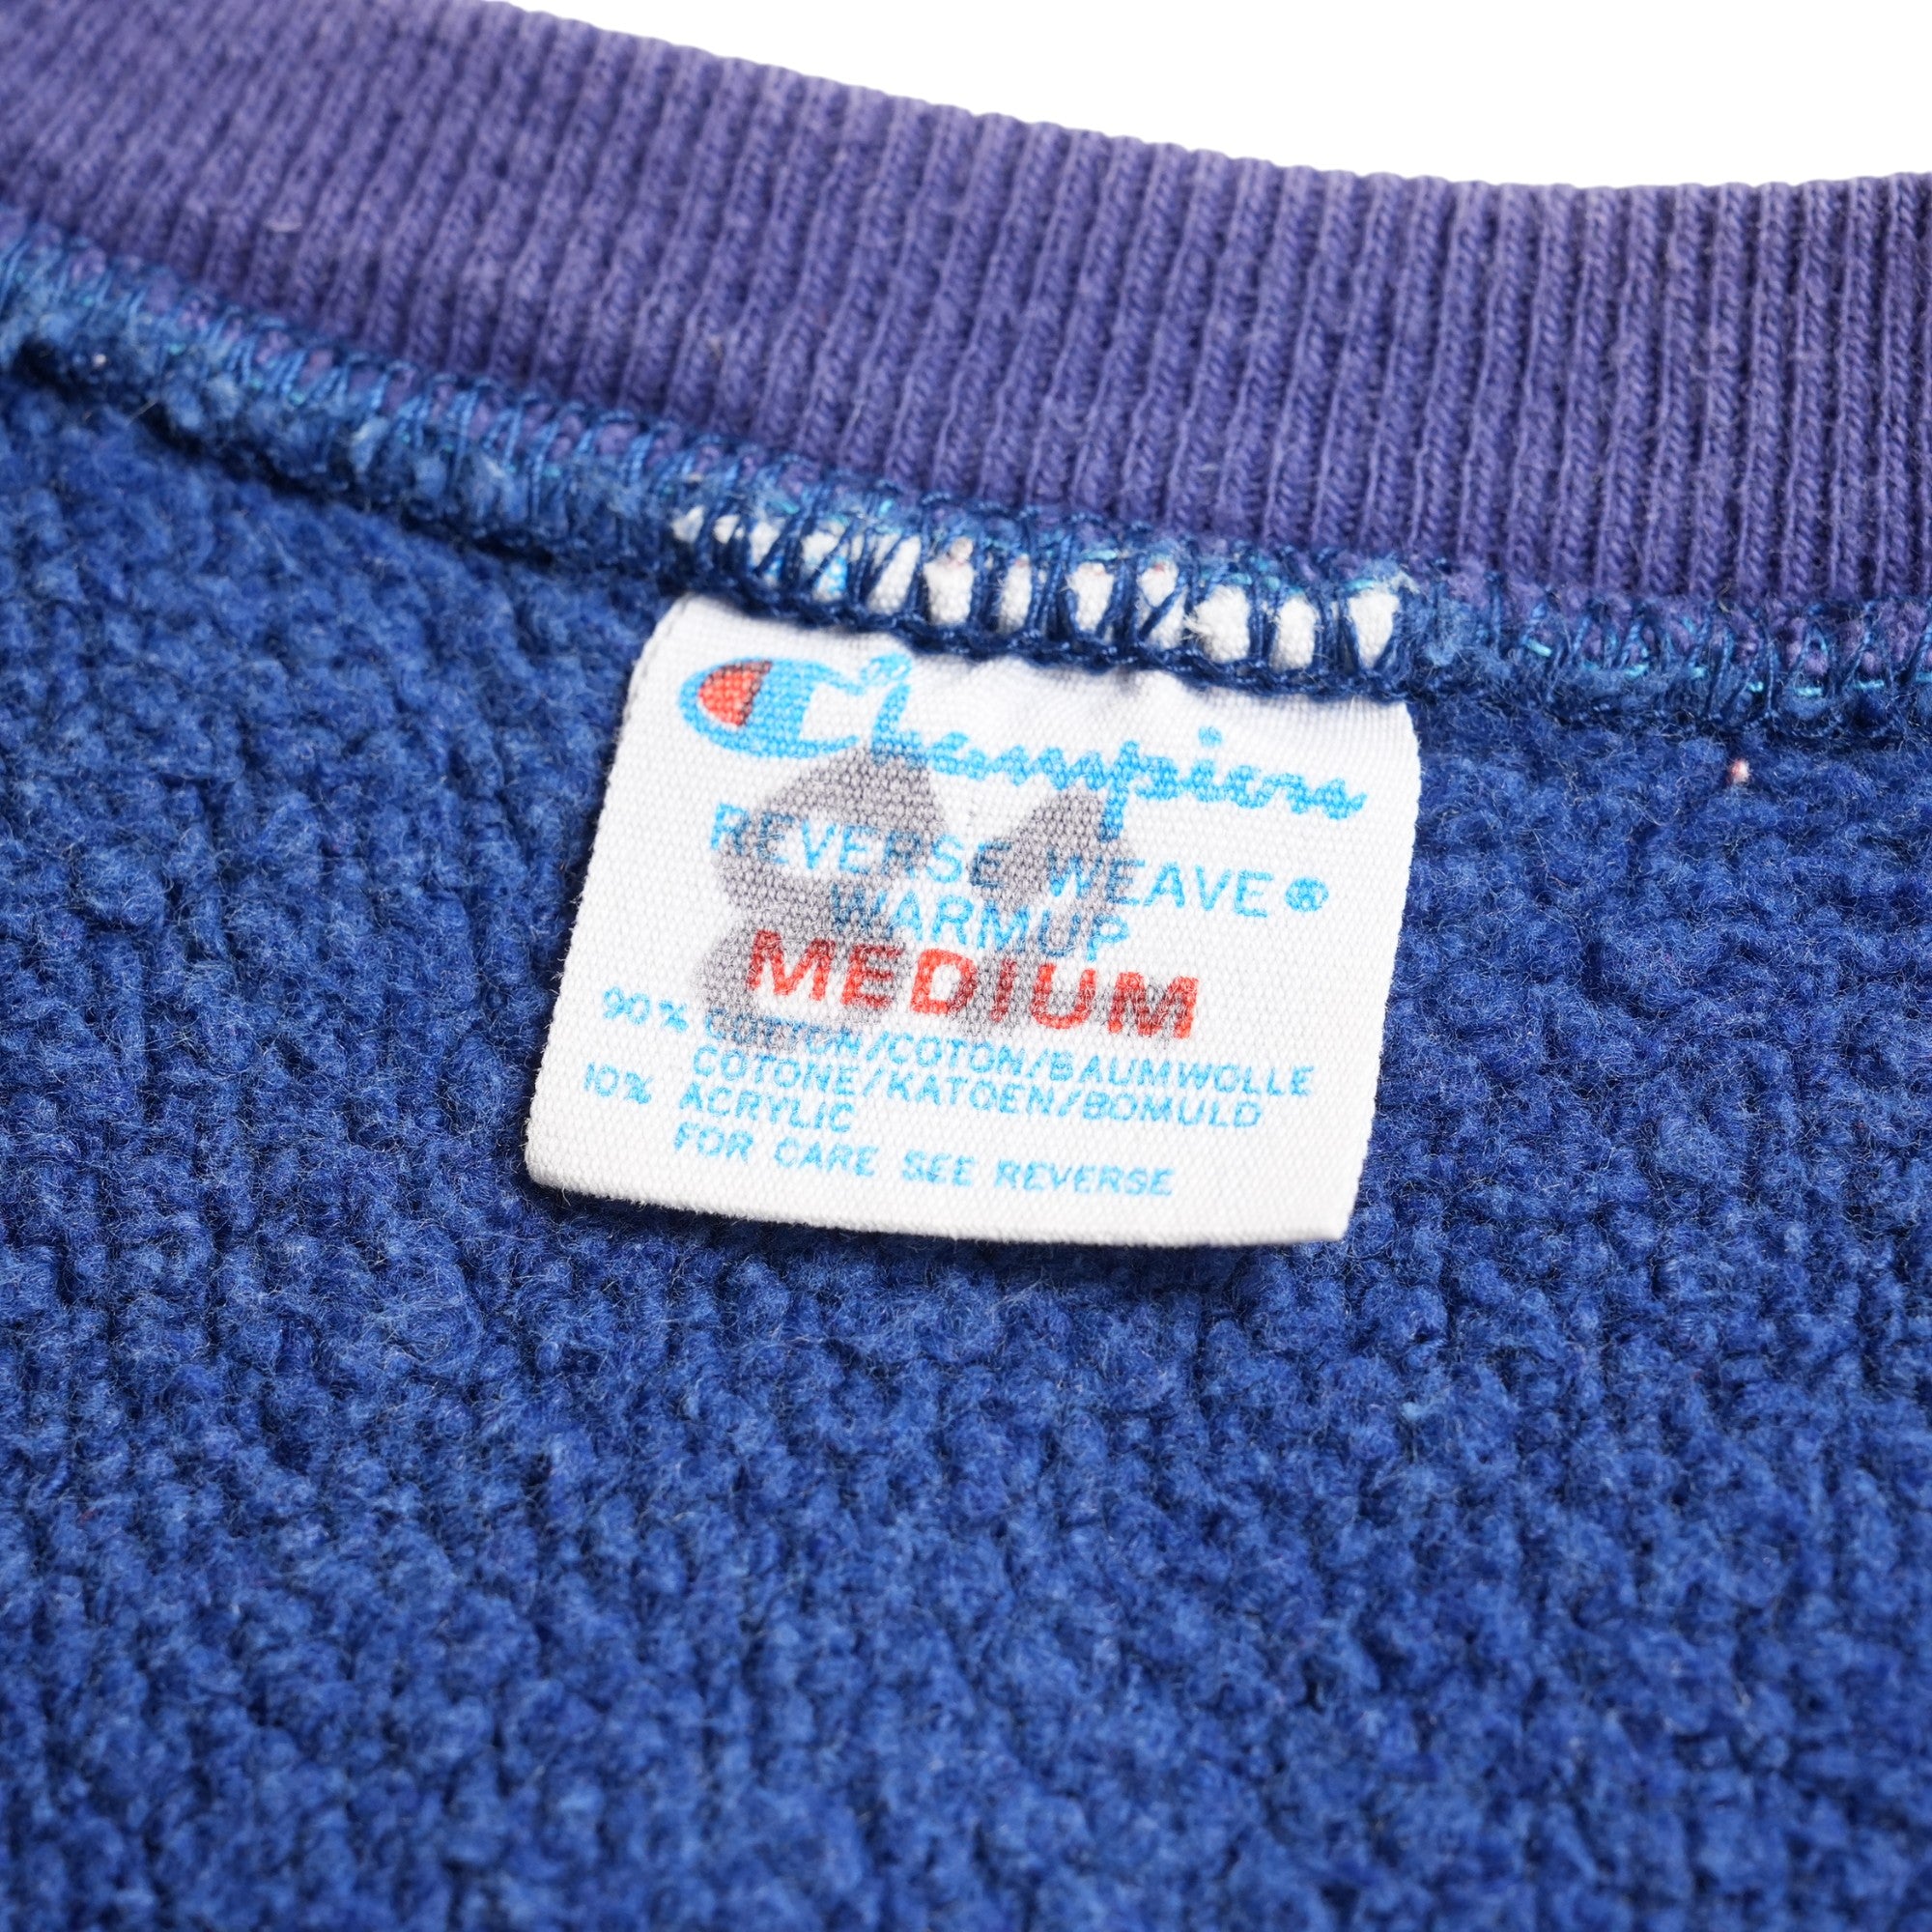 Champion®
REVERSE WEAVE®
WARMUP
MEDIUM
90% COTTON/COTON/BAUMWOLLE
COTONE/KATOEN/BOMULD
10% ACRYLIC
FOR CARE SEE REVERSE